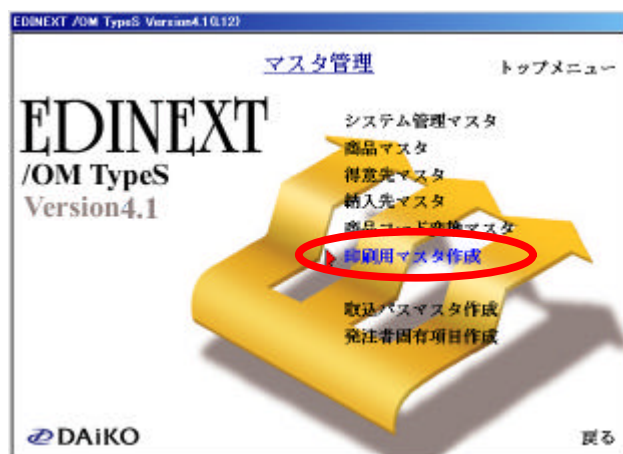 EDINEXT /OM TypeS Version4.1(1.12)
マスタ管理
トップメニュー
EDINEXT
/OM TypeS
Version4.1
システム管理マスタ
商品マスタ
得意先マスタ
納入先マスタ
商品コード変換マスタ
印刷用マスタ作成
取込パスマスタ作成
発注者固有項目作成
DAiKO
戻る